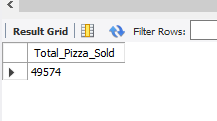 Result Grid Filter Rows:
Total_Pizza_Sold
49574